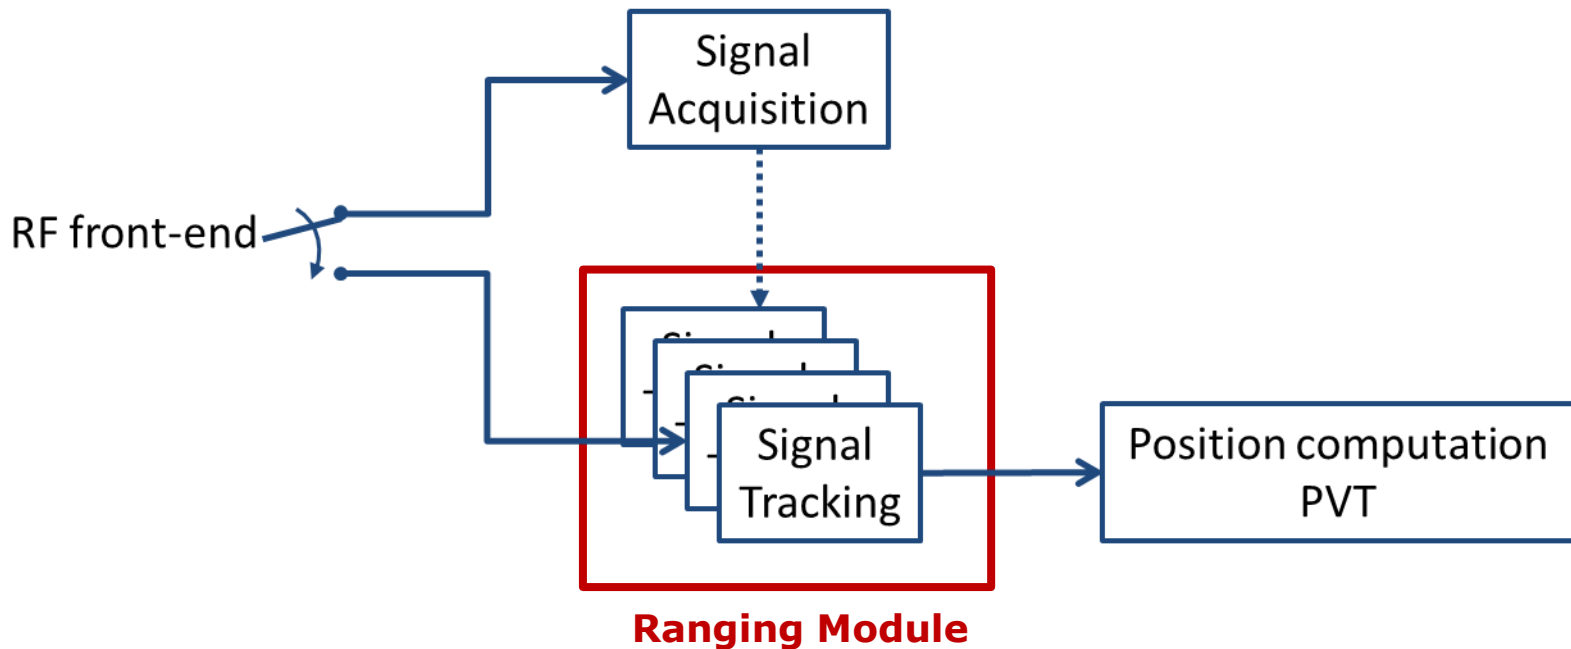 Signal
Acquisition
RF front-end
Signal
Tracking
Position computation
PVT
Ranging Module